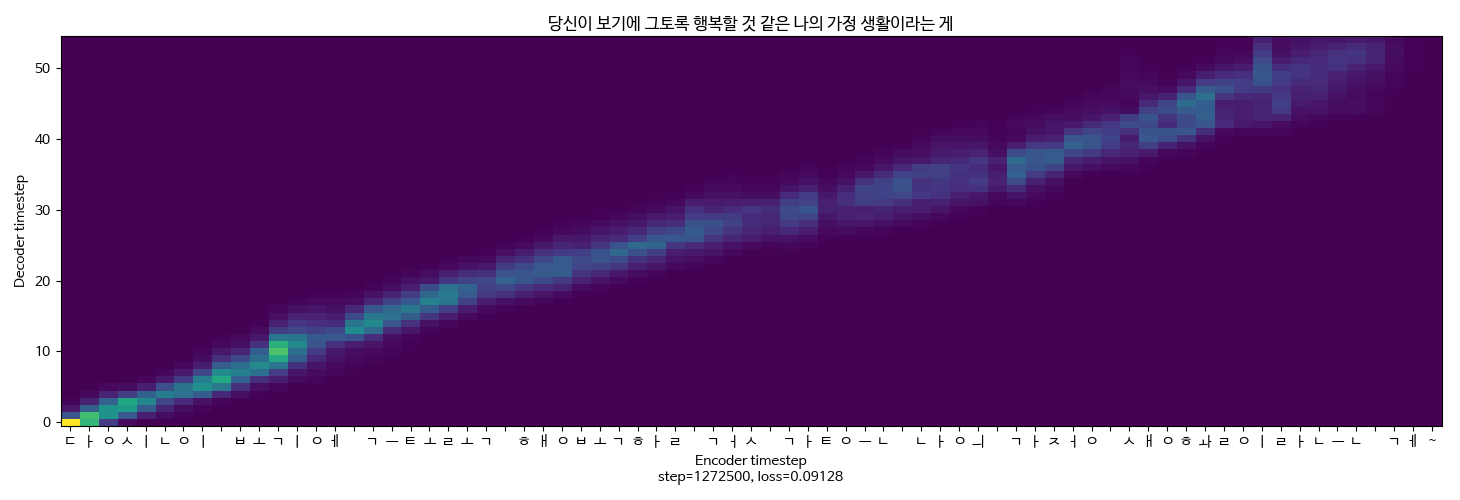 당신이 보기에 그토록 행복할 것 같은 나의 가정 생활이라는 게
Decoder timestep
50
40
30
20
10
0
ㄷ ㅏ ㅇ ㅅ ㅣ ㄴ ㅇ ㅣ ㅂ ㅗ ㄱ ㅣ ㅇ ㅔ ㄱ ㅡ ㅌ ㅗ ㄹ ㅗ ㄱ ㅎ ㅐ ㅇ ㅂ ㅗ ㄱ ㅎ ㅏ ㄹ ㄱ ㅓ ㅅ ㄱ ㅏ ㅌ ㅇ ㅡ ㄴ ㄴ ㅏ ㅇ ㅢ ㄱ ㅏ ㅈ ㅓ ㅇ ㅅ ㅐ ㅇ ㅎ ㅘ ㄹ ㅇ ㅣ ㄹ ㅏ ㄴ ㅡ ㄴ ㄱ ㅔ ~
Encoder timestep
step=1272500, loss=0.09128